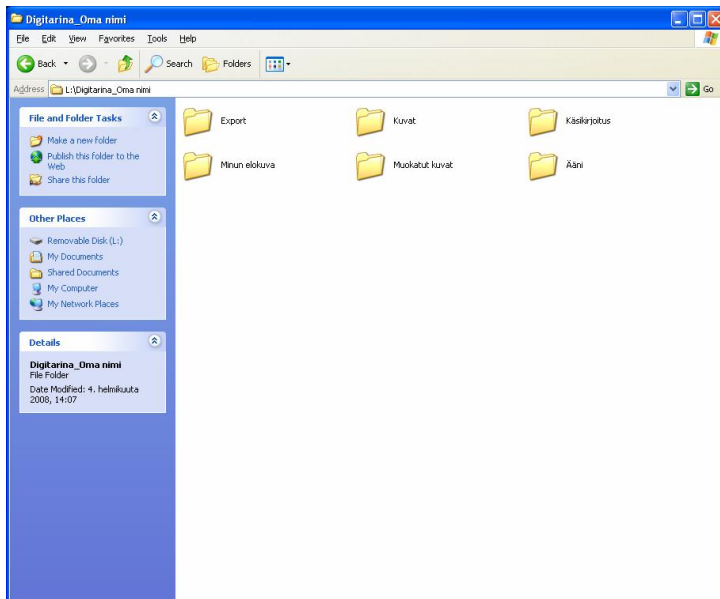 Digitarina_Oma nimi
File Edit View Favorites Tools Help
Back Search Folders
Address L:\Digitarina_Oma nimi Go
File and Folder Tasks
Make a new folder
Publish this folder to the
Web
Share this folder
Other Places
Removable Disk (L:)
My Documents
Shared Documents
My Computer
My Network Places
Details
Digitarina_Oma nimi
File Folder
Date Modified: 4. helmikuuta
2008, 14:07
Export Kuvat Käsikirjoitus
Minun elokuva Muokatut kuvat Ääni